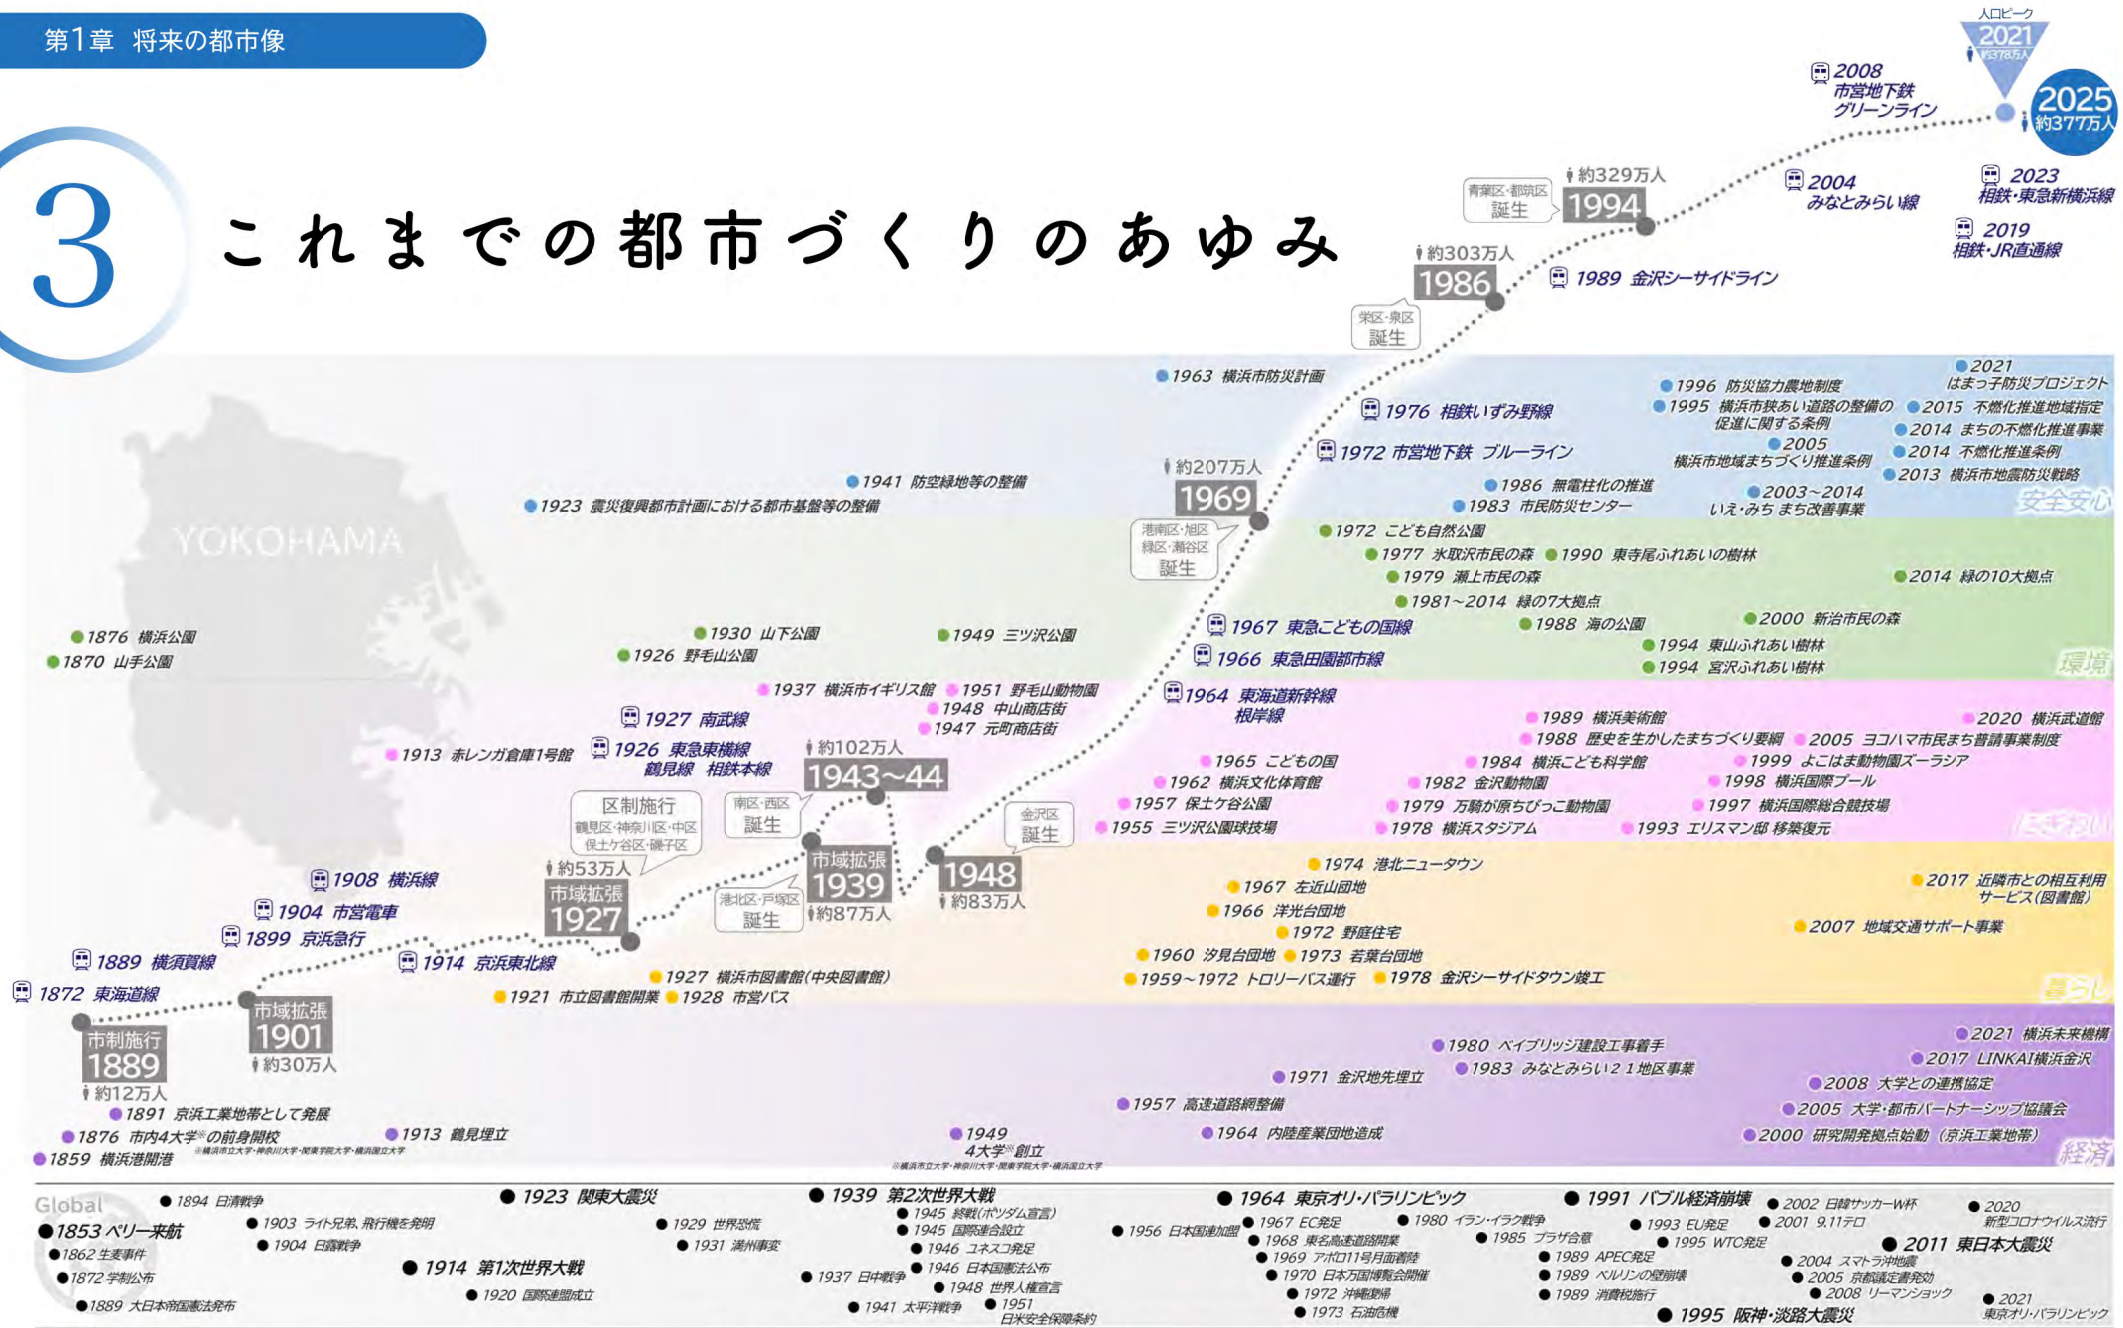 第1章 将来の都市像
3
これまでの都市づくりのあゆみ
人口ピーク
2021
約378万人
2025
約377万人
2008
市営地下鉄
グリーンライン
2004
みなとみらい線
2023
相鉄・東急新横浜線
2019
相鉄・JR直通線
約329万人
1994
青葉区・都筑区
誕生
約303万人
1986
栄区・泉区
誕生
1989 金沢シーサイドライン
YOKOHAMA
1963 横浜市防災計画
1976 相鉄いずみ野線
1972 市営地下鉄 ブルーライン
1941 防空緑地等の整備
1923 震災復興都市計画における都市基盤等の整備
約207万人
1969
港南区・旭区
緑区・瀬谷区
誕生
1986 無電柱化の推進
1983 市民防災センター
1996 防災協力農地制度
1995 横浜市狭あい道路の整備の
促進に関する条例
2005
横浜市地域まちづくり推進条例
2003～2014
いえ・みち まち改善事業
2021
はまっ子防災プロジェクト
2015 不燃化推進地域指定
2014 まちの不燃化推進事業
2014 不燃化推進条例
2013 横浜市地震防災戦略
安全安心
1876 横浜公園
1870 山手公園
1930 山下公園
1926 野毛山公園
1949 三ツ沢公園
1972 こども自然公園
1977 氷取沢市民の森
1990 東寺尾ふれあいの樹林
1979 瀬上市民の森
1981～2014 緑の7大拠点
1988 海の公園
2014 緑の10大拠点
2000 新治市民の森
1994 東山ふれあい樹林
1994 宮沢ふれあい樹林
環境
1967 東急こどもの国線
1966 東急田園都市線
1964 東海道新幹線
根岸線
1937 横浜市イギリス館
1951 野毛山動物園
1948 中山商店街
1947 元町商店街
1927 南武線
1926 東急東横線
鶴見線 相鉄本線
1913 赤レンガ倉庫1号館
1965 こどもの国
1962 横浜文化体育館
1957 保土ケ谷公園
1955 三ツ沢公園球技場
1989 横浜美術館
1988 歴史を生かしたまちづくり要綱
1984 横浜こども科学館
1982 金沢動物園
1979 万騎が原ちびっこ動物園
1978 横浜スタジアム
2020 横浜武道館
2005 ヨコハマ市民まち普請事業制度
1999 よこはま動物園ズーラシア
1998 横浜国際プール
1997 横浜国際総合競技場
1993 エリスマン邸 移築復元
にぎわい
約102万人
1943～44
南区・西区
誕生
区制施行
鶴見区・神奈川区・中区
保土ケ谷区・磯子区
約53万人
市域拡張
1927
港北区・戸塚区
誕生
市域拡張
1939
約87万人
金沢区
誕生
1948
約83万人
1908 横浜線
1904 市営電車
1899 京浜急行
1889 横須賀線
1872 東海道線
1914 京浜東北線
1927 横浜市図書館(中央図書館)
1921 市立図書館開業
1928 市営バス
1974 港北ニュータウン
1967 左近山団地
1966 洋光台団地
1972 野庭住宅
1960 汐見台団地
1973 若葉台団地
1959～1972 トロリーバス運行
1978 金沢シーサイドタウン竣工
2017 近隣市との相互利用
サービス(図書館)
2007 地域交通サポート事業
暮らし
市制施行
1889
約12万人
市域拡張
1901
約30万人
1891 京浜工業地帯として発展
1876 市内4大学※の前身開校
※横浜市立大学・神奈川大学・関東学院大学・横浜国立大学
1859 横浜港開港
1913 鶴見埋立
1949
4大学※創立
※横浜市立大学・神奈川大学・関東学院大学・横浜国立大学
1980 ベイブリッジ建設工事着手
1983 みなとみらい21地区事業
1971 金沢地先埋立
1957 高速道路網整備
1964 内陸産業団地造成
2021 横浜未来機構
2017 LINKAI横浜金沢
2008 大学との連携協定
2005 大学・都市パートナーシップ協議会
2000 研究開発拠点始動（京浜工業地帯）
経済
Global
1853 ペリー来航
1862 生麦事件
1872 学制公布
1889 大日本帝国憲法発布
1894 日清戦争
1903 ライト兄弟、飛行機を発明
1904 日露戦争
1914 第1次世界大戦
1920 国際連盟成立
1923 関東大震災
1929 世界恐慌
1931 満州事変
1937 日中戦争
1939 第2次世界大戦
1945 終戦(ポツダム宣言)
1945 国際連合設立
1946 ユネスコ発足
1946 日本国憲法公布
1948 世界人権宣言
1941 太平洋戦争
1951
日米安全保障条約
1956 日本国連加盟
1964 東京オリ・パラリンピック
1967 EC発足
1968 東名高速道路開業
1969 アポロ11号月面着陸
1970 日本万国博覧会開催
1972 沖縄復帰
1973 石油危機
1980 イラン・イラク戦争
1985 プラザ合意
1989 APEC発足
1989 ベルリンの壁崩壊
1989 消費税施行
1991 バブル経済崩壊
1993 EU発足
1995 WTC発足
1995 阪神・淡路大震災
2002 日韓サッカーW杯
2001 9.11テロ
2004 スマトラ沖地震
2005 京都議定書発効
2008 リーマンショック
2011 東日本大震災
2020
新型コロナウイルス流行
2021
東京オリ・パラリンピック